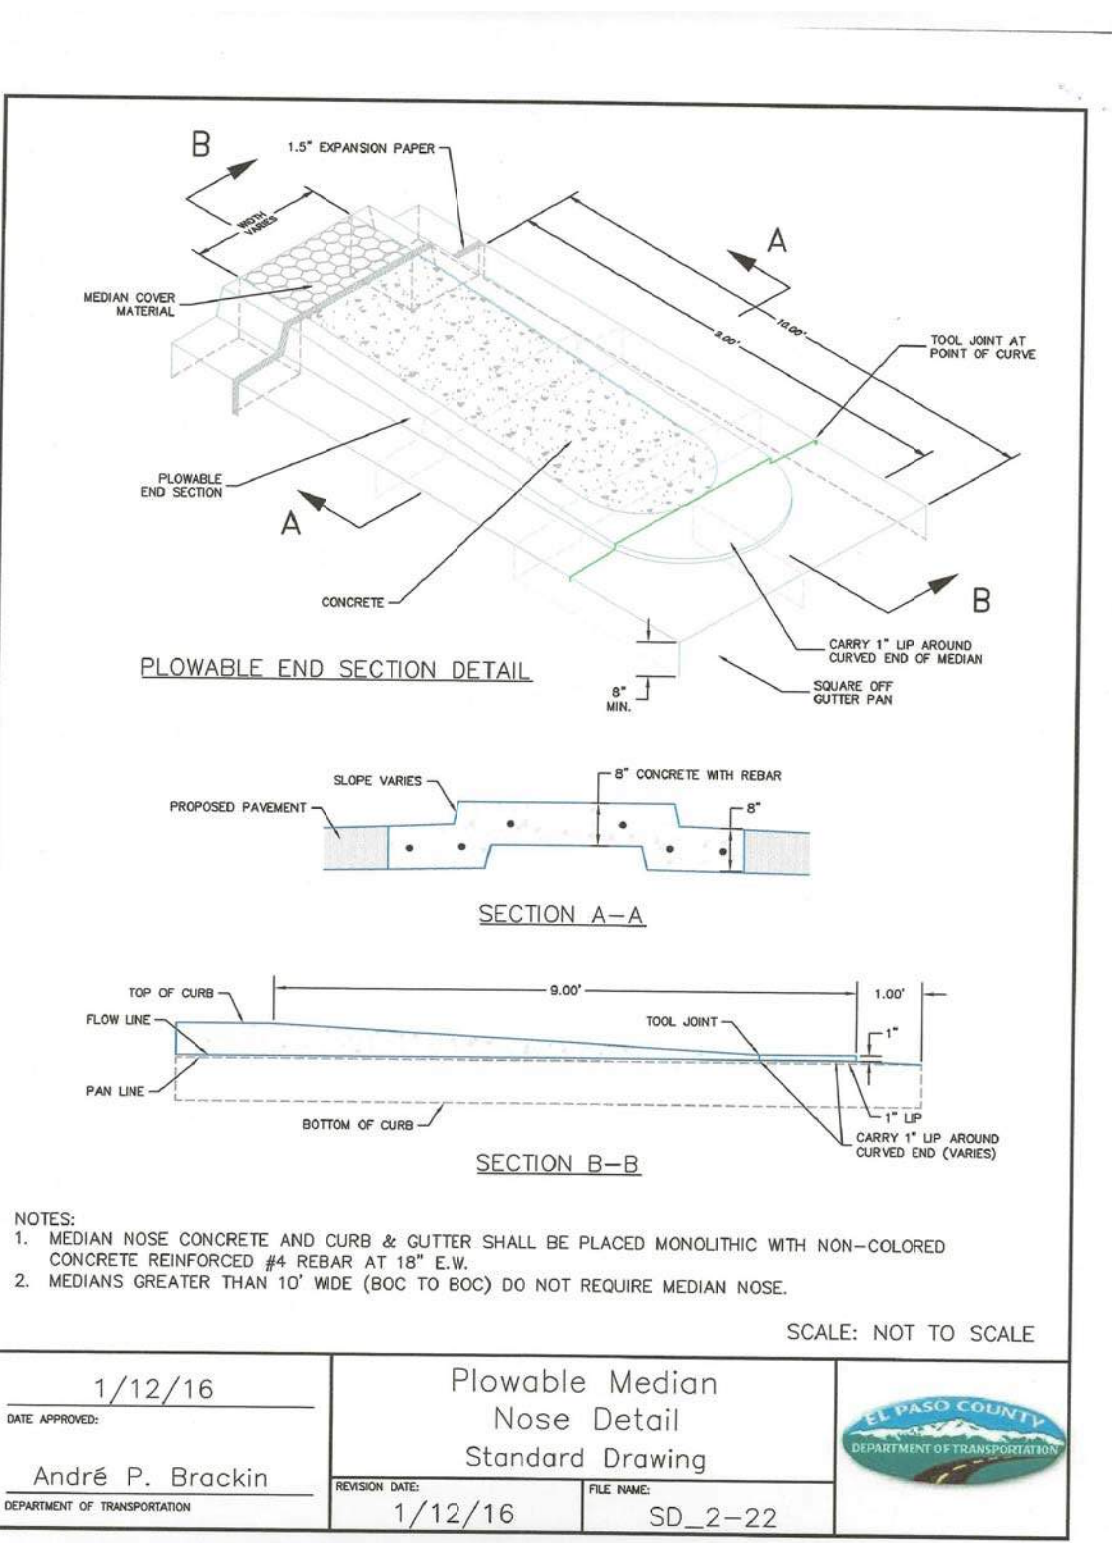 B
1.5" EXPANSION PAPER
WIDTH
VARIES
A
MEDIAN COVER
MATERIAL
9.00'
10.00'
TOOL JOINT AT
POINT OF CURVE
PLOWABLE
END SECTION
A
CONCRETE
B
CARRY 1" LIP AROUND
CURVED END OF MEDIAN
PLOWABLE END SECTION DETAIL
8"
MIN.
SQUARE OFF
GUTTER PAN
SLOPE VARIES
8" CONCRETE WITH REBAR
PROPOSED PAVEMENT
8"
SECTION A-A
TOP OF CURB
9.00'
1.00'
FLOW LINE
TOOL JOINT
1"
PAN LINE
BOTTOM OF CURB
1" LIP
CARRY 1" LIP AROUND
CURVED END (VARIES)
SECTION B-B
NOTES:
1. MEDIAN NOSE CONCRETE AND CURB & GUTTER SHALL BE PLACED MONOLITHIC WITH NON-COLORED
CONCRETE REINFORCED #4 REBAR AT 18" E.W.
2. MEDIANS GREATER THAN 10' WIDE (BOC TO BOC) DO NOT REQUIRE MEDIAN NOSE.
SCALE: NOT TO SCALE
1/12/16
DATE APPROVED:
André P. Brackin
DEPARTMENT OF TRANSPORTATION
Plowable Median
Nose Detail
Standard Drawing
REVISION DATE:
1/12/16
FILE NAME:
SD_2-22
EL PASO COUNTY
DEPARTMENT OF TRANSPORTATION